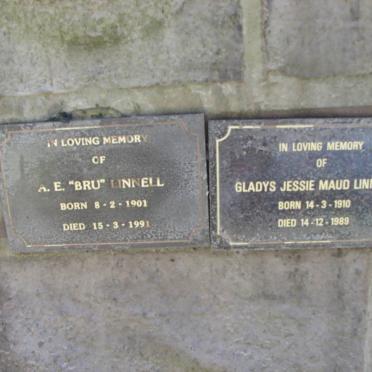 IN LOVING MEMORY
OF
A. E. "BRU" LINNELL
BORN 8 - 2 - 1901
DIED 15 - 3 - 1991
IN LOVING MEMORY
OF
GLADYS JESSIE MAUD
BORN 14 - 3 - 1910
DIED 14 - 12 - 1989